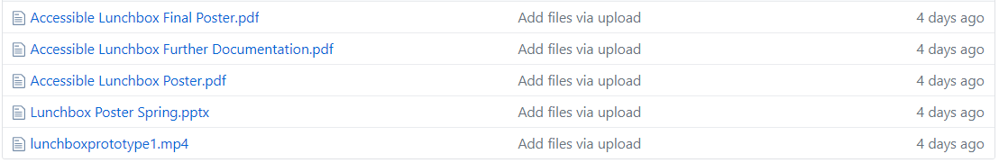 Accessible Lunchbox Final Poster.pdf Add files via upload 4 days ago
Accessible Lunchbox Further Documentation.pdf Add files via upload 4 days ago
Accessible Lunchbox Poster.pdf Add files via upload 4 days ago
Lunchbox Poster Spring.pptx Add files via upload 4 days ago
lunchboxprototype1.mp4 Add files via upload 4 days ago